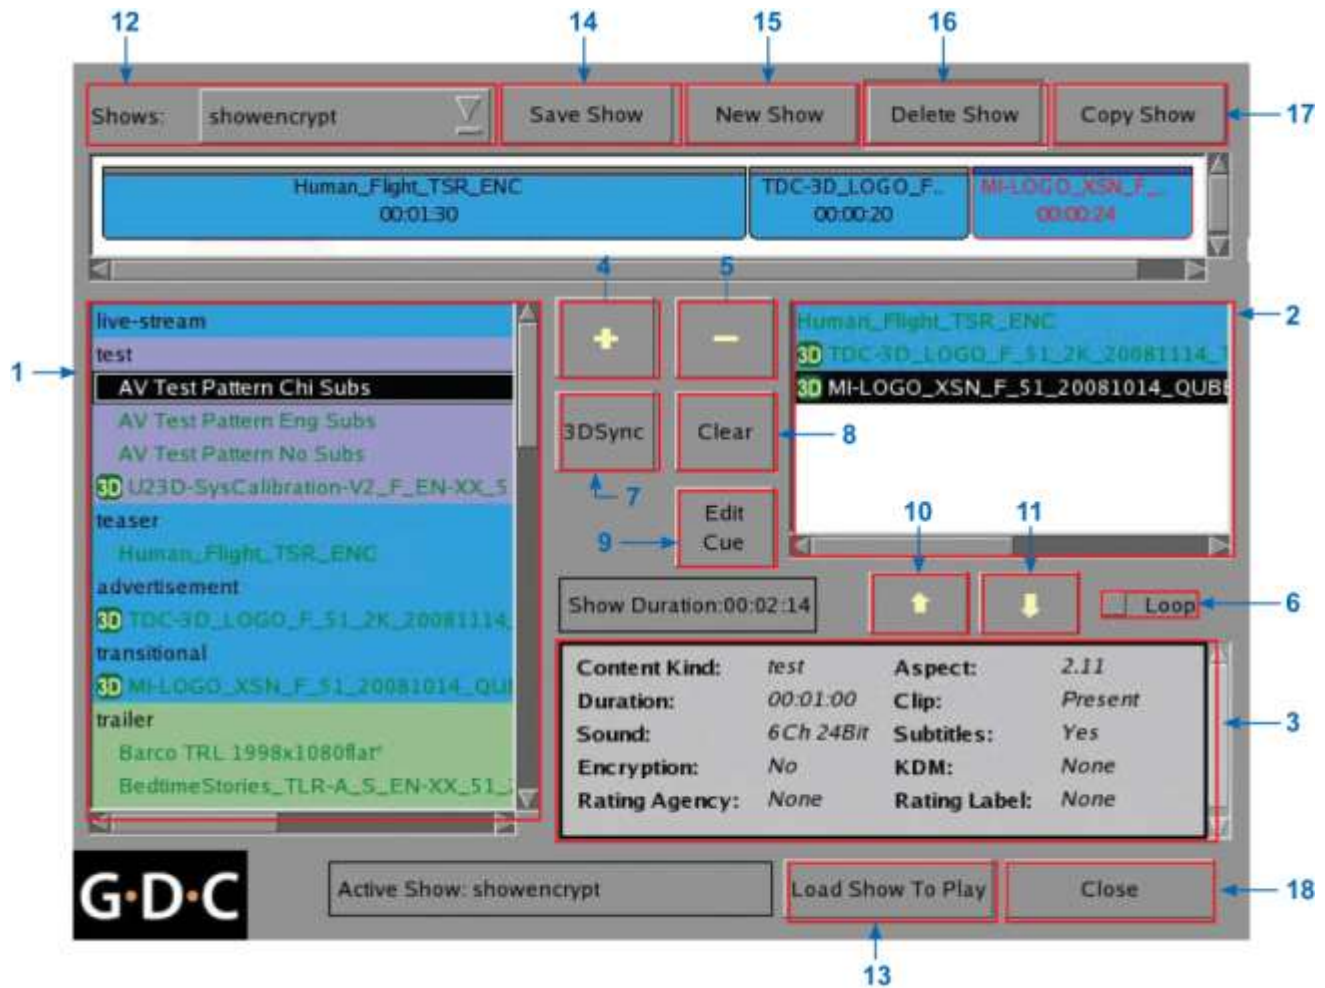 12 14 15 16
Shows: showencrypt Save Show New Show Delete Show Copy Show 17
Human_Flight_TSR_ENC TDC-3D_LOGO_F... MI-LOGO_XSN_F_...
00:01:30 00:00:20 00:00:24
4 5
live-stream
test
1 AV Test Pattern Chi Subs
AV Test Pattern Eng Subs
AV Test Pattern No Subs
3D U23D-SysCalibration-V2_F_EN-XX_5
teaser
Human_Flight_TSR_ENC
advertisement
3D TDC-3D_LOGO_F_51_2K_20081114_
transitional
3D MI-LOGO_XSN_F_51_20081014_QU
trailer
Barco TRL 1998x1080flat"
BedtimeStories_TLR-A_S_EN-XX_51_
+ −
3DSync Clear 8
7
9 Edit
Cue
Human_Flight_TSR_ENC 2
3D TDC-3D_LOGO_F_51_2K_20081114_
3D MI-LOGO_XSN_F_51_20081014_QUB
10 11
Show Duration:00:02:14 Loop 6
Content Kind: test Aspect: 2.11
Duration: 00:01:00 Clip: Present
Sound: 6Ch 24Bit Subtitles: Yes 3
Encryption: No KDM: None
Rating Agency: None Rating Label: None
G·D·C Active Show: showencrypt Load Show To Play Close 18
13